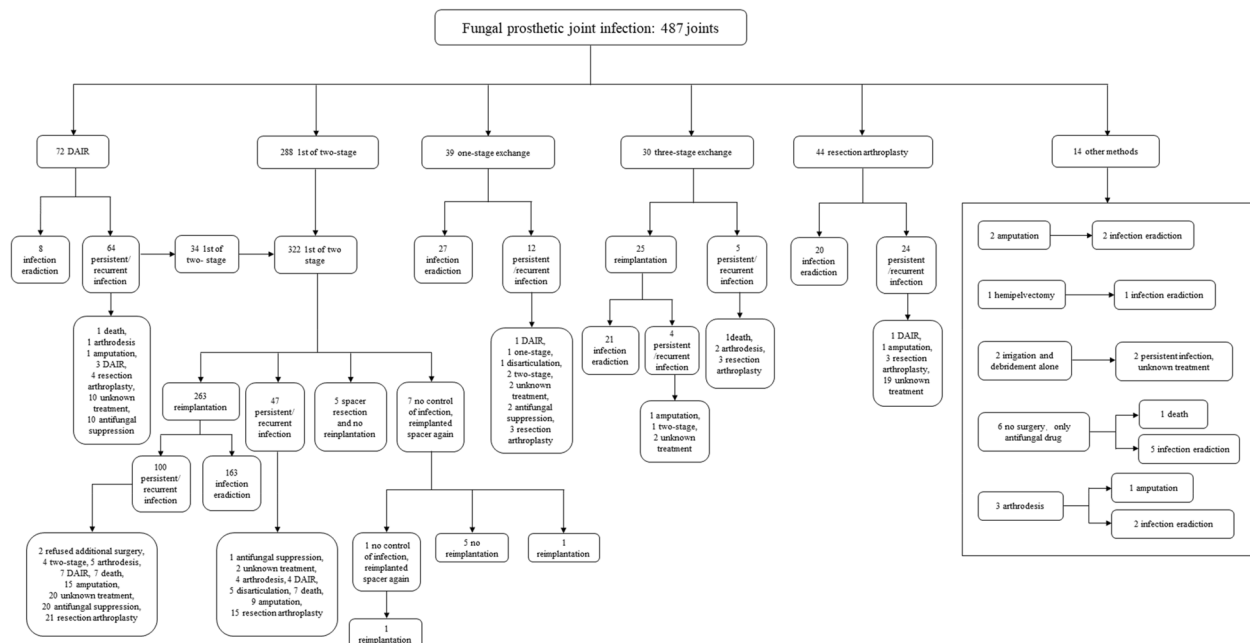 Fungal prosthetic joint infection: 487 joints
72 DAIR
288 1st of two-stage
39 one-stage exchange
30 three-stage exchange
44 resection arthroplasty
14 other methods
8
infection
eradiction
64
persistent/
recurrent
infection
34 1st of
two- stage
322 1st of two
stage
27
infection
eradiction
12
persistent
/recurrent
infection
25
reimplantation
5
persistent/
recurrent
infection
20
infection
eradiction
24
persistent
/recurrent
infection
1 death,
1 arthrodesis
1 amputation,
3 DAIR,
4 resection
arthroplasty,
10 unknown
treatment,
10 antifungal
suppression
263
reimplantation
47
persistent/
recurrent
infection
5 spacer
resection
and no
reinplantation
7 no control
of infection,
reimplanted
spacer again
1 DAIR,
1 one-stage,
1 disarticulation,
2 two-stage,
2 unknown
treatment,
2 antifungal
suppression,
3 resection
arthroplasty
21
infection
eradiction
4
persistent
/recurrent
infection
1death,
2 arthrodesis,
3 resection
arthroplasty
1 amputation,
1 two-stage,
2 unknown
treatment
1 DAIR,
1 amputation,
3 resection
arthroplasty,
19 unknown
treatment
100
persistent/
recurrent
infection
163
infection
eradiction
2 refused additional surgery,
4 two-stage, 5 arthrodesis,
7 DAIR, 7 death,
15 amputation,
20 unknown treatment,
20 antifungal suppression,
21 resection arthroplasty
1 antifungal suppression,
2 unknown treatment,
4 arthrodesis, 4 DAIR,
5 disarticulation, 7 death,
9 amputation,
15 resection arthroplasty
1 no control
of infection,
reimplanted
spacer again
5 no
reimplantation
1
reimplantation
1
reimplantation
2 amputation
2 infection eradiction
1 hemipelvectomy
1 infection eradiction
2 irrigation and
debridement alone
2 persistent infection,
unknown treatment
6 no surgery、only
antifungal drug
1 death
5 infection eradiction
3 arthrodesis
1 amputation
2 infection eradiction